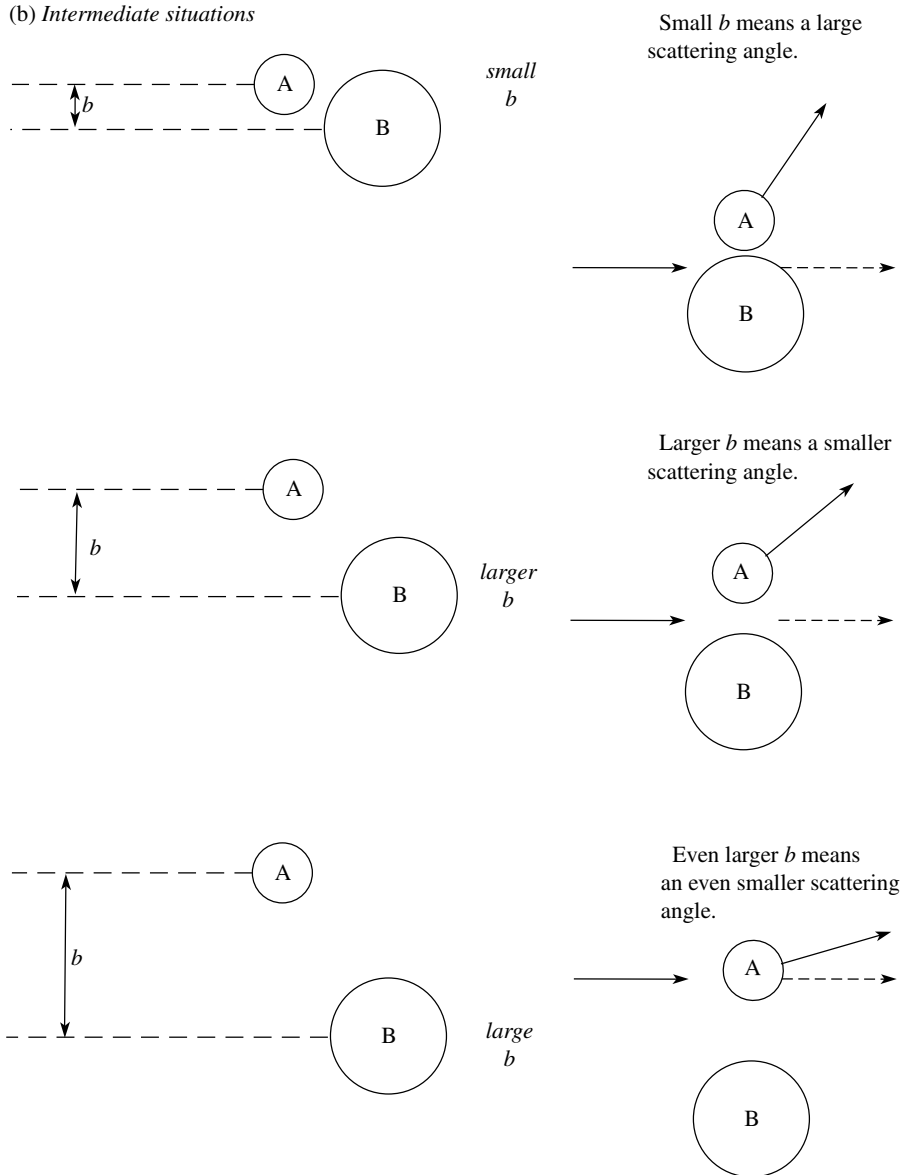 (b) Intermediate situations
Small b means a large
scattering angle.
A
small
b
b
B
A
B
Larger b means a smaller
scattering angle.
A
b
larger
B
b
A
B
Even larger b means
an even smaller scattering
angle.
A
b
large
B
b
A
B